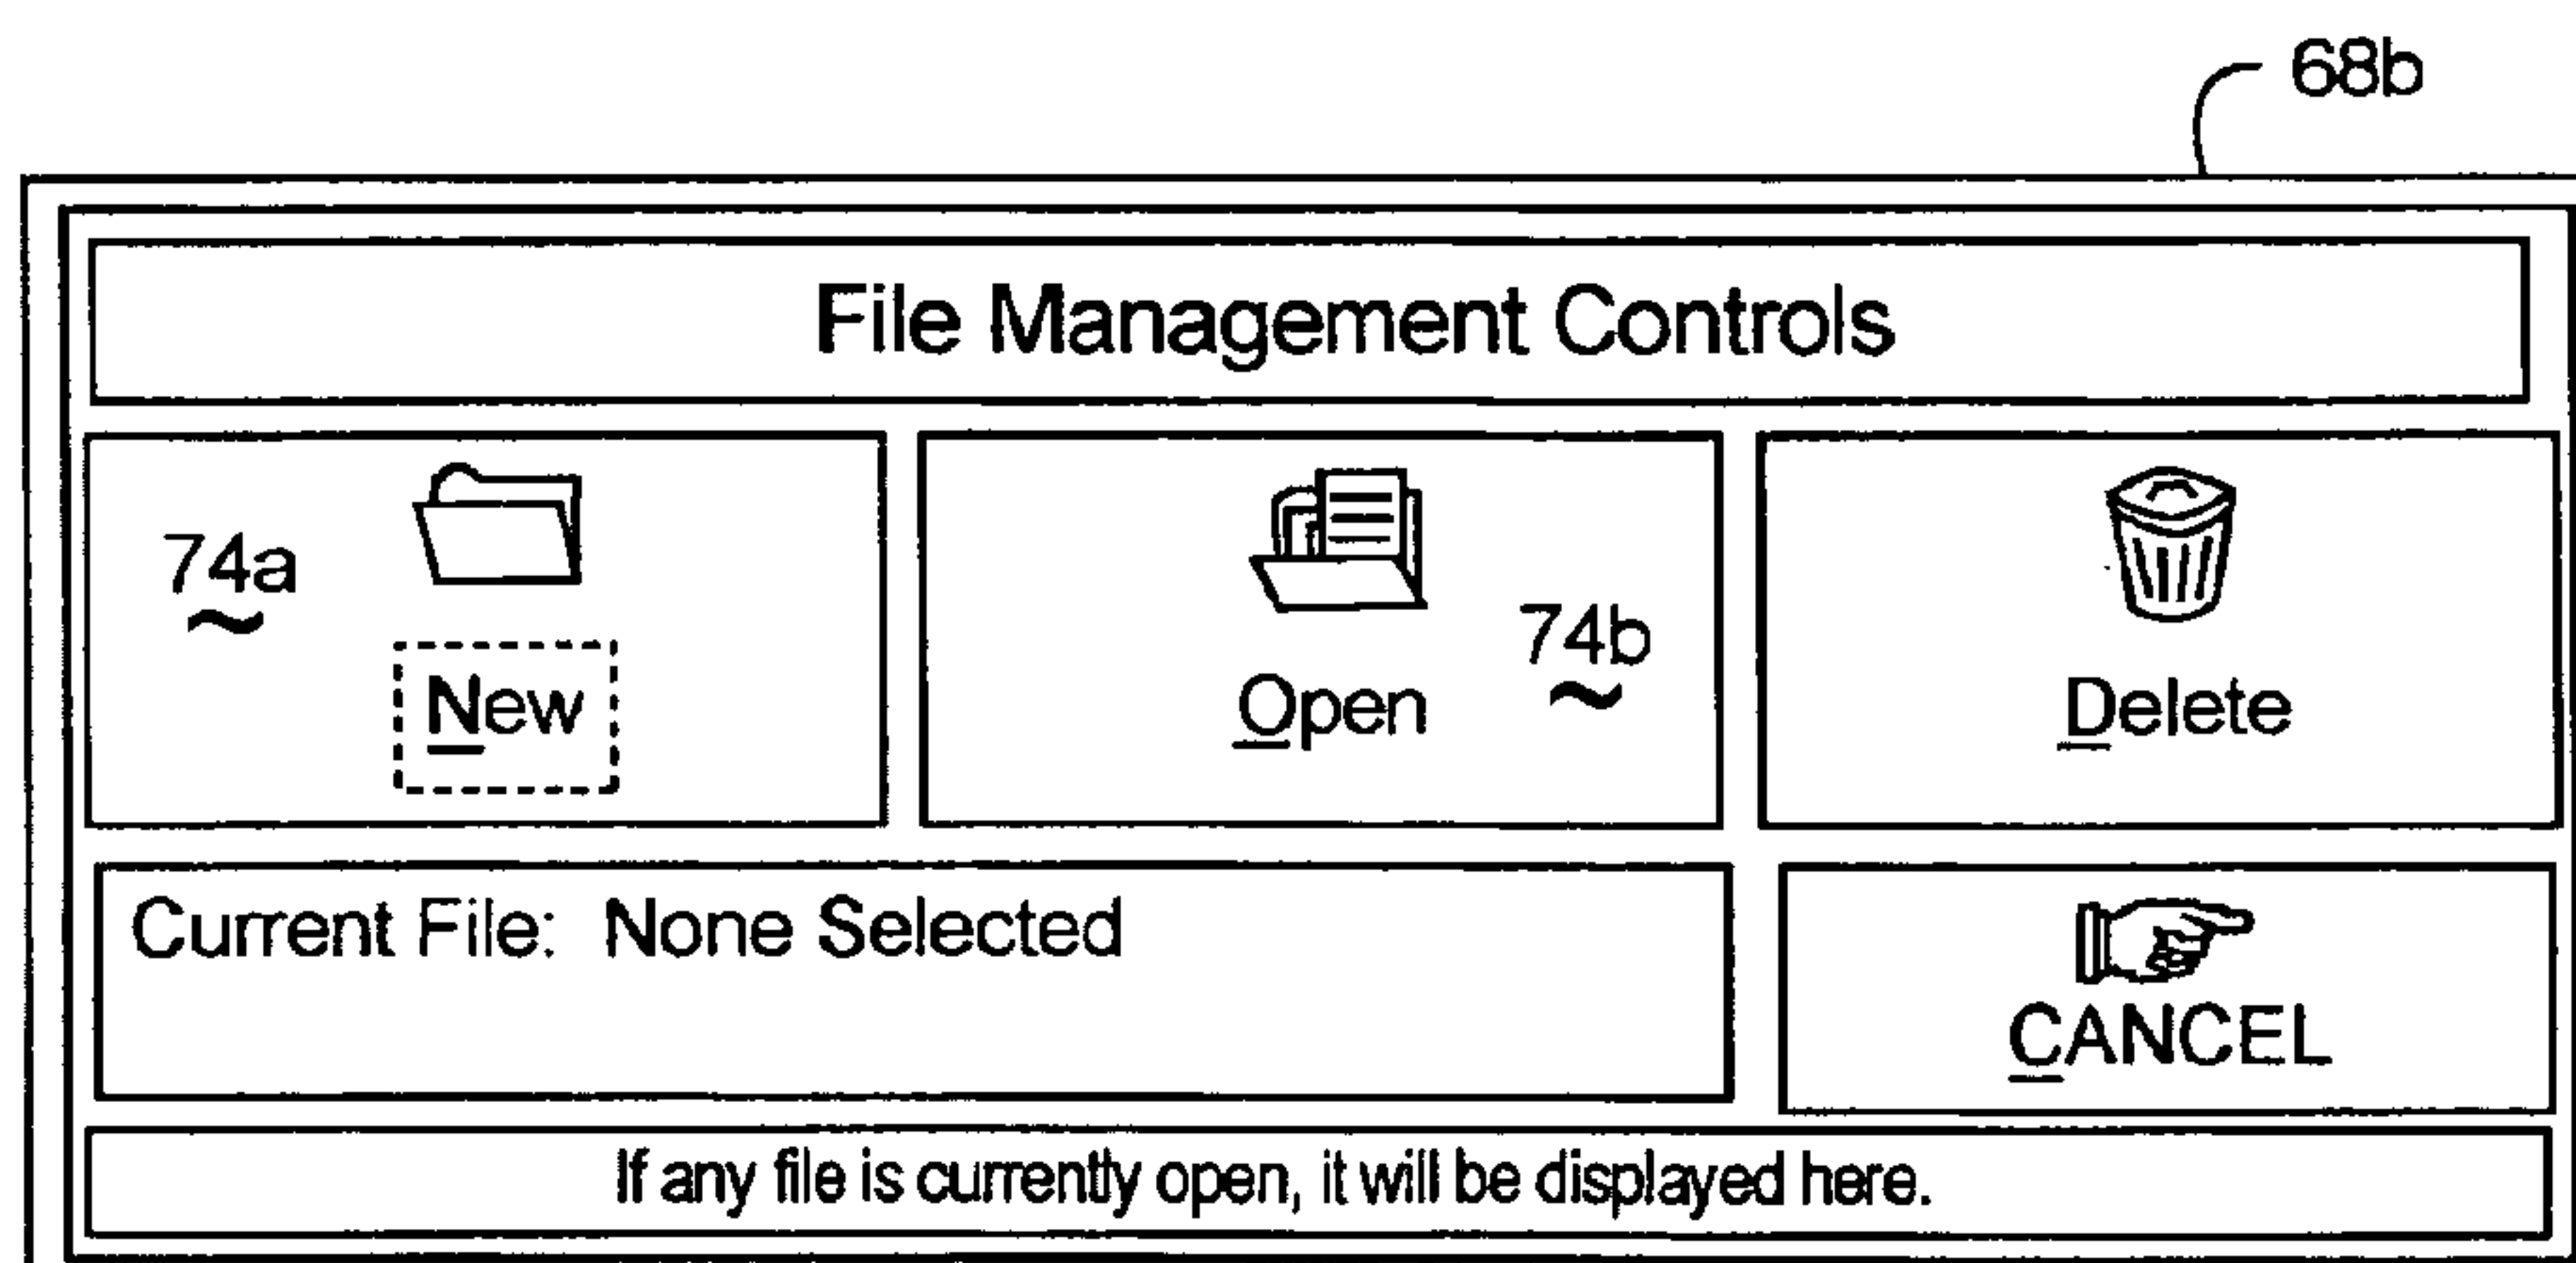 68b
File Management Controls
74a
New
Open
74b
Delete
Current File: None Selected
CANCEL
If any file is currently open, it will be displayed here.